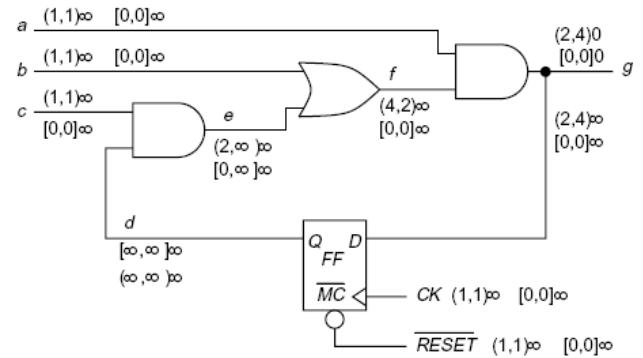 a (1,1)∞ [0,0]∞
(2,4)0
[0,0]0
g
b (1,1)∞ [0,0]∞
f
(4,2)∞
[0,0]∞
c (1,1)∞
[0,0]∞
e
(2,∞)∞
[0,∞]∞
(2,4)∞
[0,0]∞
d
[∞,∞]∞
(∞,∞)∞
Q D
FF
MC
CK (1,1)∞ [0,0]∞
RESET (1,1)∞ [0,0]∞